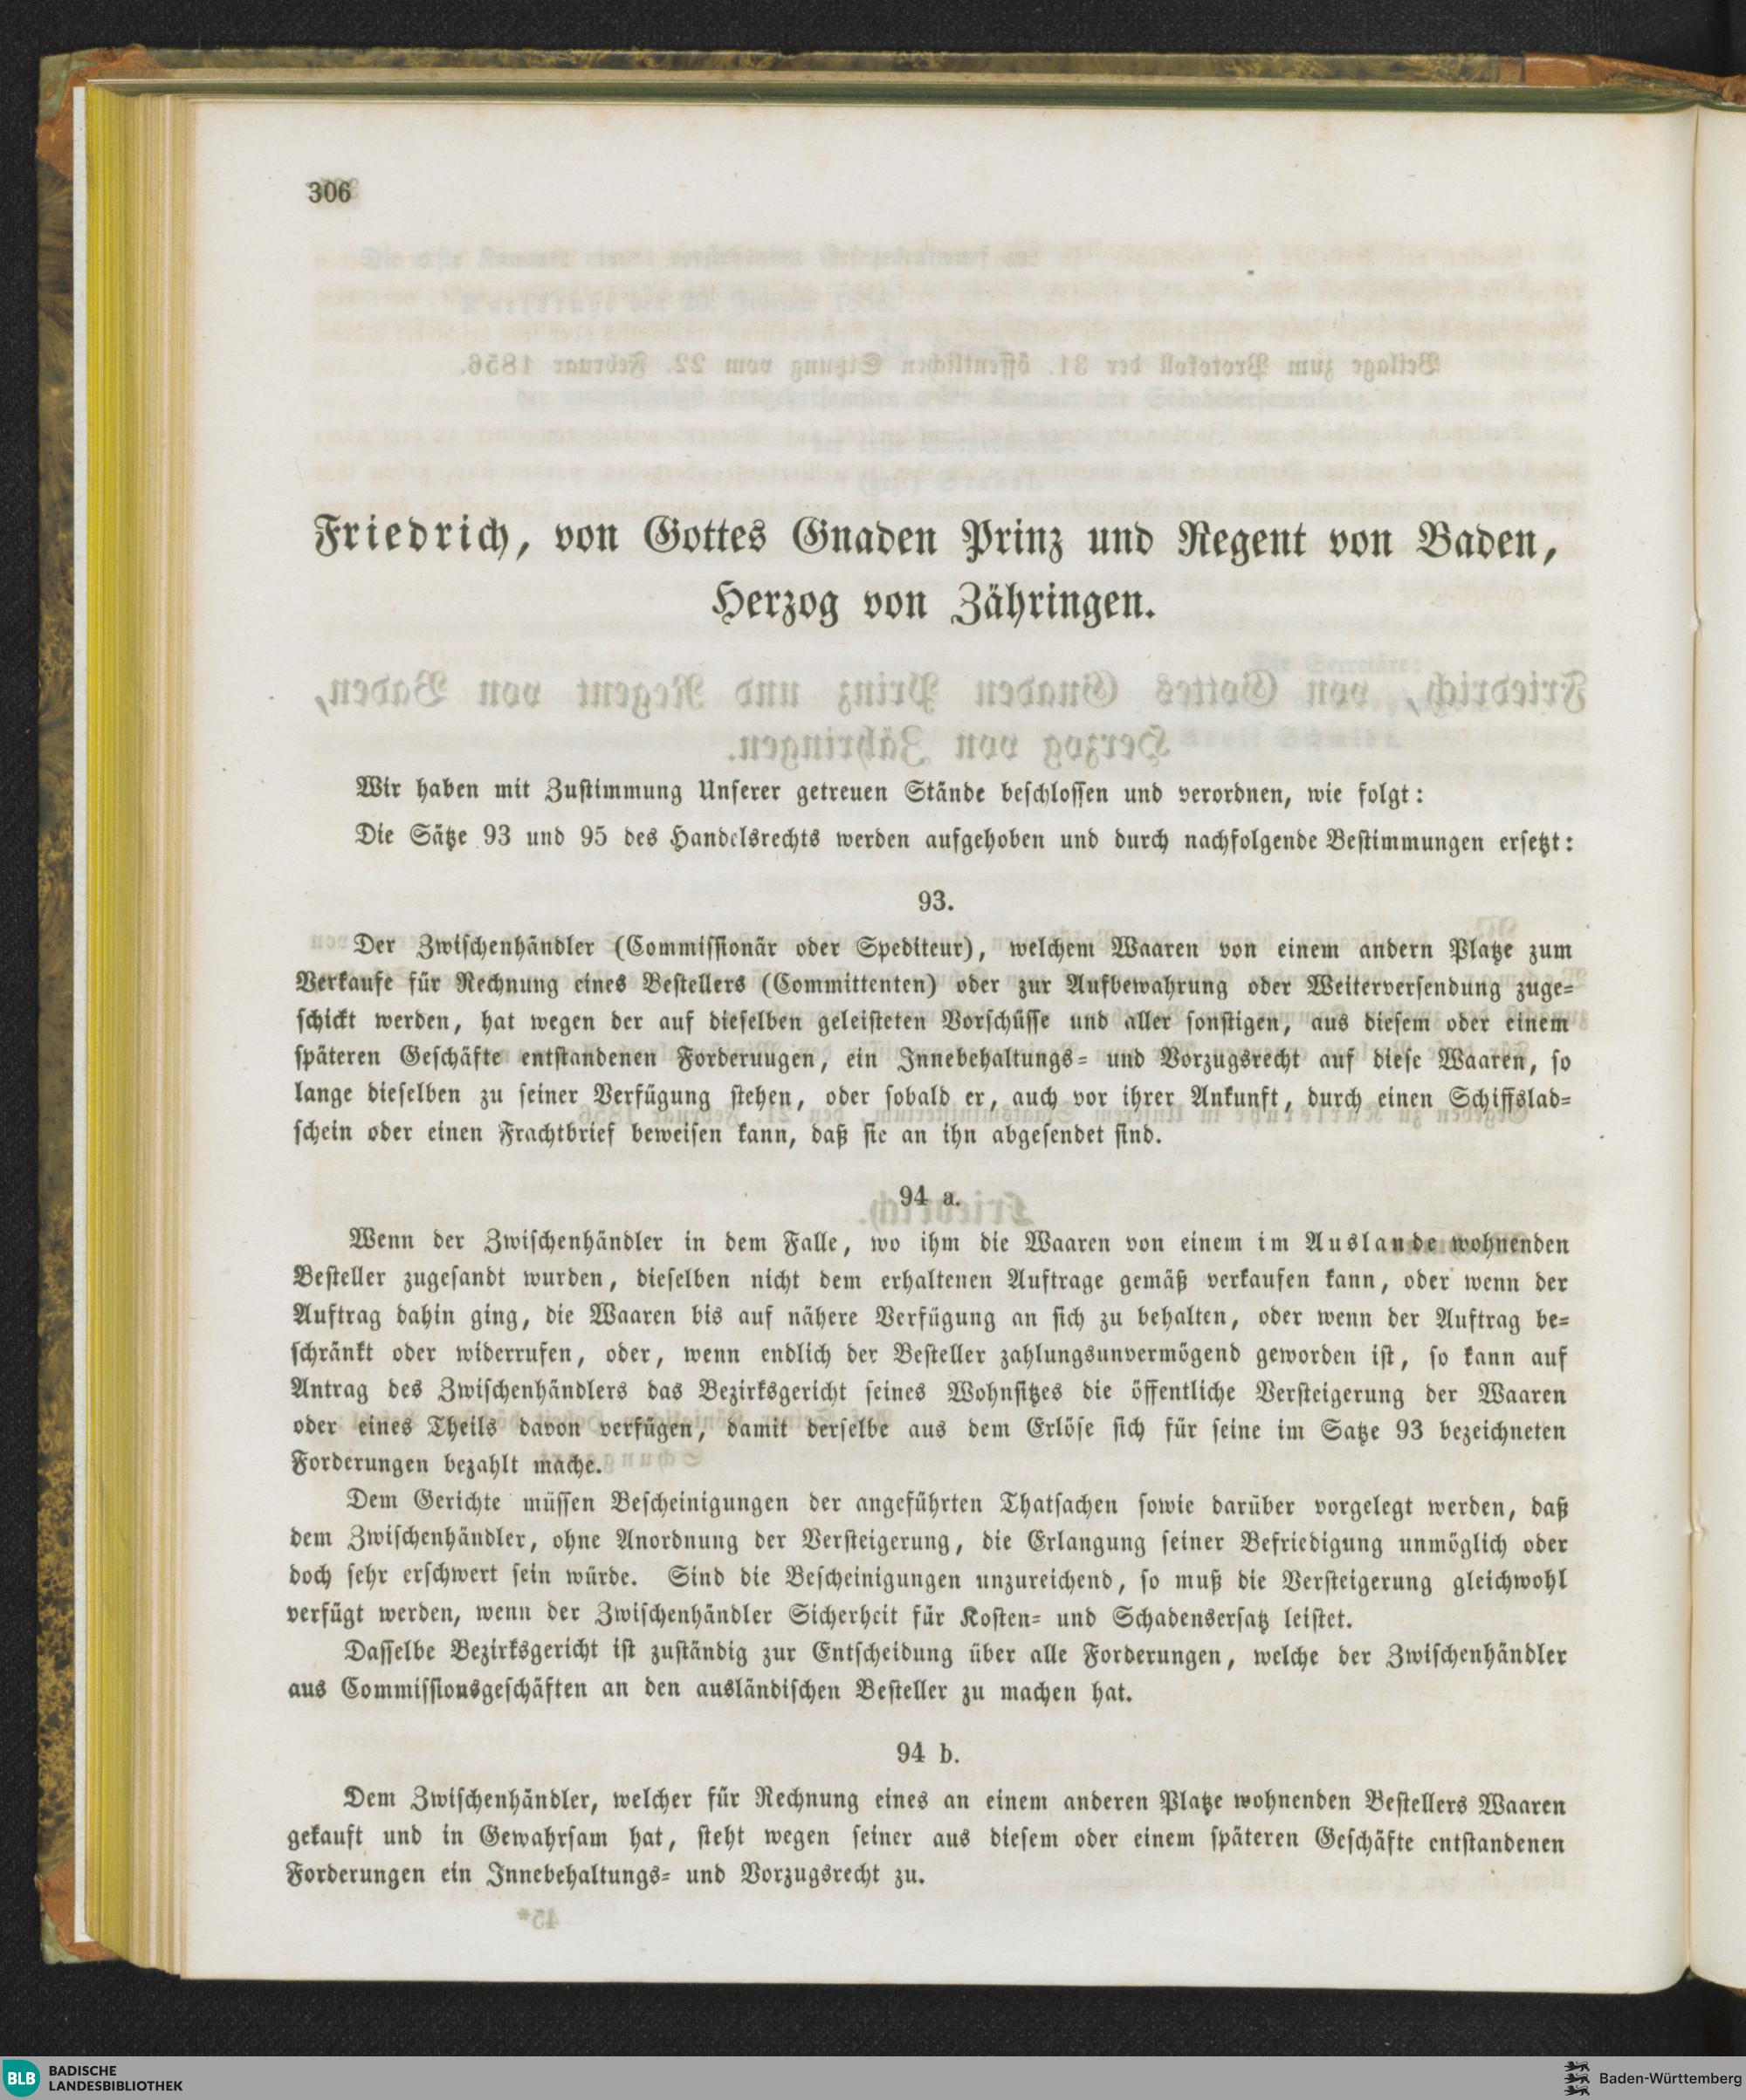 306
Friedrich, von Gottes Gnaden Prinz und Regent von Baden,
Herzog von Zähringen.
Wir haben mit Zustimmung Unserer getreuen Stände beschlossen und verordnen, wie folgt:
Die Sätze 93 und 95 des Handelsrechts werden aufgehoben und durch nachfolgende Bestimmungen ersetzt:
93.
Der Zwischenhändler (Commissionär oder Spediteur), welchem Waaren von einem andern Platze zum
Verkaufe für Rechnung eines Bestellers (Committenten) oder zur Aufbewahrung oder Weiterversendung zuge=
schickt werden, hat wegen der auf dieselben geleisteten Vorschüsse und aller sonstigen, aus diesem oder einem
späteren Geschäfte entstandenen Forderuugen, ein Innebehaltungs= und Vorzugsrecht auf diese Waaren, so
lange dieselben zu seiner Verfügung stehen, oder sobald er, auch vor ihrer Ankunft, durch einen Schiffslad=
schein oder einen Frachtbrief beweisen kann, daß sie an ihn abgesendet sind.
94 a.
Wenn der Zwischenhändler in dem Falle, wo ihm die Waaren von einem im Auslande wohnenden
Besteller zugesandt wurden, dieselben nicht dem erhaltenen Auftrage gemäß verkaufen kann, oder wenn der
Auftrag dahin ging, die Waaren bis auf nähere Verfügung an sich zu behalten, oder wenn der Auftrag be=
schränkt oder widerrufen, oder, wenn endlich der Besteller zahlungsunvermögend geworden ist, so kann auf
Antrag des Zwischenhändlers das Bezirksgericht seines Wohnsitzes die öffentliche Versteigerung der Waaren
oder eines Theils davon verfügen, damit derselbe aus dem Erlöse sich für seine im Satze 93 bezeichneten
Forderungen bezahlt mache.
Dem Gerichte müssen Bescheinigungen der angeführten Thatsachen sowie darüber vorgelegt werden, daß
dem Zwischenhändler, ohne Anordnung der Versteigerung, die Erlangung seiner Befriedigung unmöglich oder
doch sehr erschwert sein würde. Sind die Bescheinigungen unzureichend, so muß die Versteigerung gleichwohl
verfügt werden, wenn der Zwischenhändler Sicherheit für Kosten= und Schadensersatz leistet.
Dasselbe Bezirksgericht ist zuständig zur Entscheidung über alle Forderungen, welche der Zwischenhändler
aus Commissionsgeschäften an den ausländischen Besteller zu machen hat.
94 b.
Dem Zwischenhändler, welcher für Rechnung eines an einem anderen Platze wohnenden Bestellers Waaren
gekauft und in Gewahrsam hat, steht wegen seiner aus diesem oder einem späteren Geschäfte entstandenen
Forderungen ein Innebehaltungs= und Vorzugsrecht zu.
BLB BADISCHE
LANDESBIBLIOTHEK
Baden-Württemberg